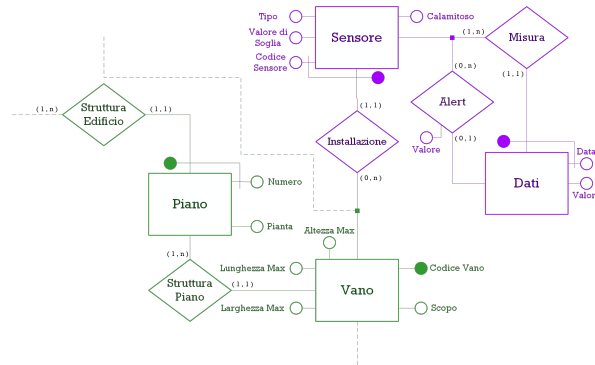 Tipo
Calamitoso
Valore di
Soglia
Sensore
(1,n)
Misura
Codice
Sensore
(0,n)
(1,1)
(1,n)
Struttura
Edificio
(1,1)
(1,1)
Alert
Installazione
(0,1)
Valore
Data
(0,n)
Numero
Dati
Valor
Piano
Pianta
Altezza Max
(1,n)
Lunghezza Max
Codice Vano
Struttura
Piano
(1,1)
Vano
Larghezza Max
Scopo